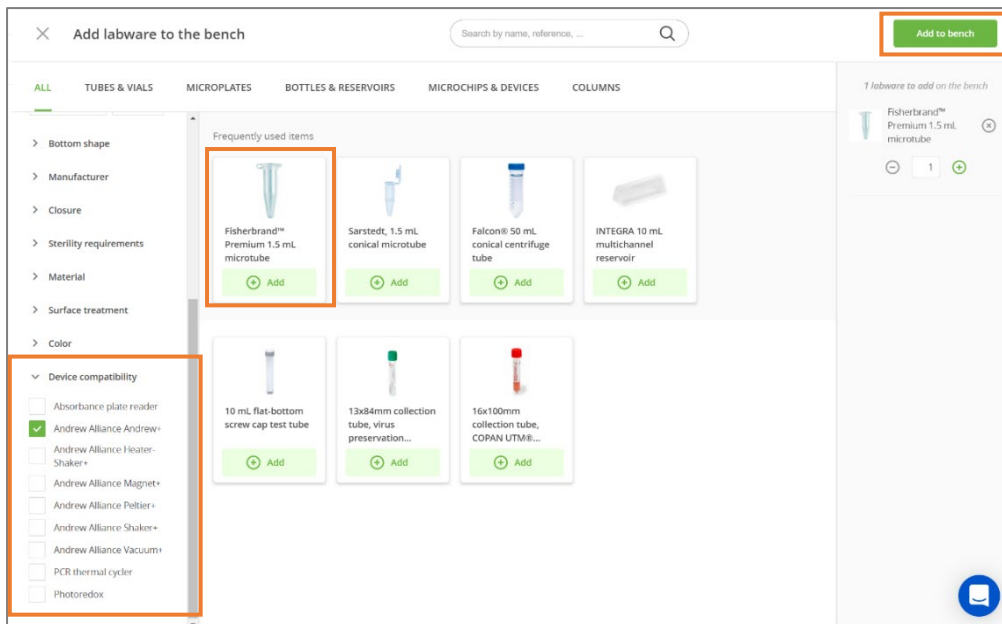 Add labware to the bench
Search by name, reference, ...
Add to bench
ALL
TUBES & VIALS
MICROPLATES
BOTTLES & RESERVOIRS
MICROCHIPS & DEVICES
COLUMNS
Bottom shape
Manufacturer
Closure
Sterility requirements
Material
Surface treatment
Color
Device compatibility
Absorbance plate reader
Andrew Alliance Andrew+
Andrew Alliance Heater-
Shaker+
Andrew Alliance Magnet+
Andrew Alliance Peltier+
Andrew Alliance Shaker+
Andrew Alliance Vacuum+
PCR thermal cycler
Photoredox
Frequently used items
Fisherbrand™
Premium 1.5 mL
microtube
Add
Sarstedt, 1.5 mL
conical microtube
Add
Falcon® 50 mL
conical centrifuge
tube
Add
INTEGRA 10 mL
multichannel
reservoir
Add
10 mL flat-bottom
screw cap test tube
Add
13x84mm collection
tube, virus
preservation...
Add
16x100mm
collection tube,
COPAN UTM®...
Add
1 labware to add on the bench
Fisherbrand™
Premium 1.5 mL
microtube
1